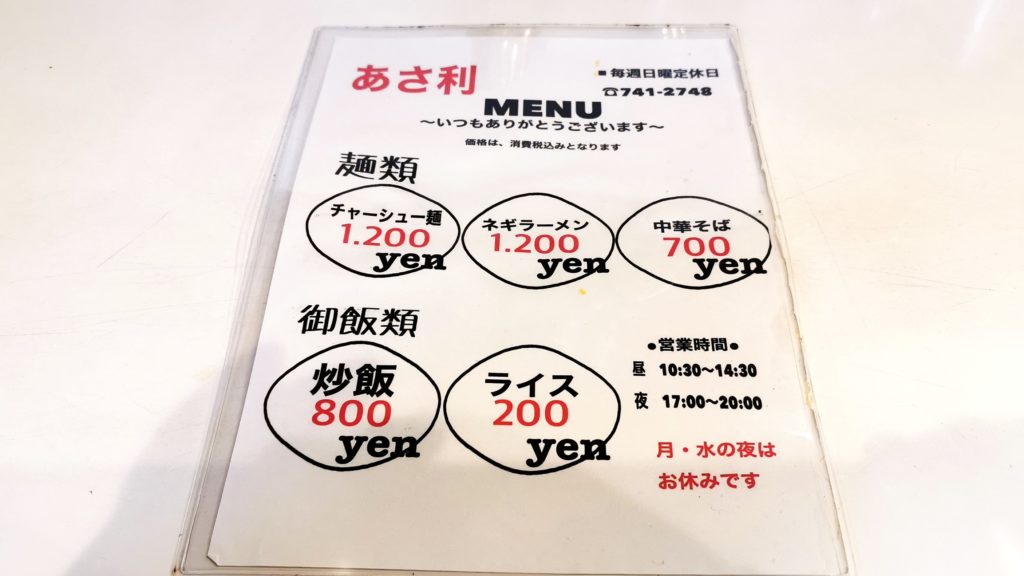 あさ利
■毎週日曜定休日
☎741-2748
MENU
〜いつもありがとうございます〜
価格は、消費税込みとなります
麺類
チャーシュー麺
1.200
yen
ネギラーメン
1.200
yen
中華そば
700
yen
御飯類
炒飯
800
yen
ライス
200
yen
●営業時間●
昼 10:30〜14:30
夜 17:00〜20:00
月・水の夜は
お休みです